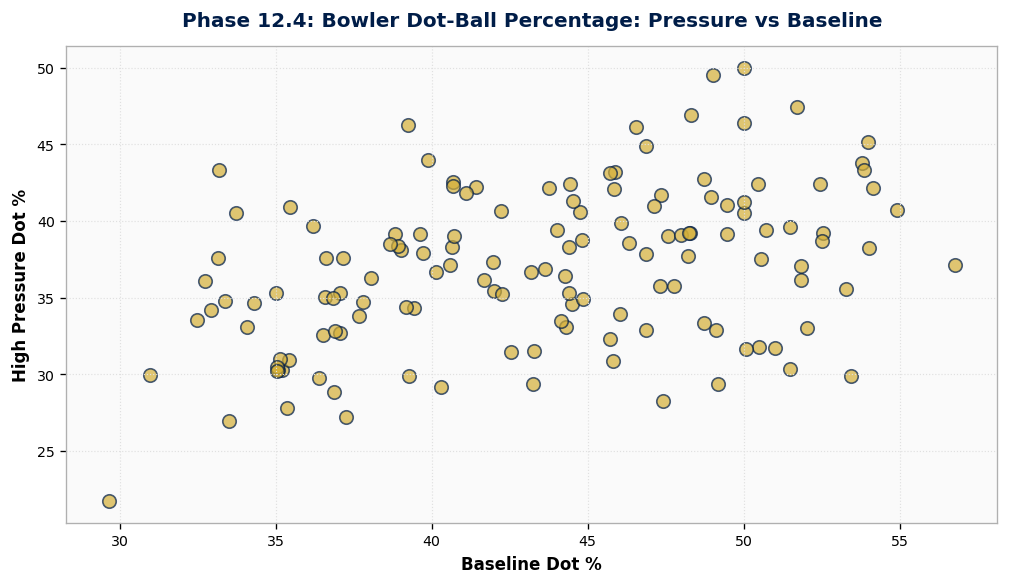 Phase 12.4: Bowler Dot-Ball Percentage: Pressure vs Baseline
High Pressure Dot %
50
45
40
35
30
25
30 35 40 45 50 55
Baseline Dot %